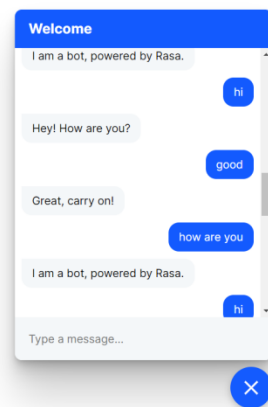 Welcome
I am a bot, powered by Rasa.
hi
Hey! How are you?
good
Great, carry on!
how are you
I am a bot, powered by Rasa.
hi
Type a message...